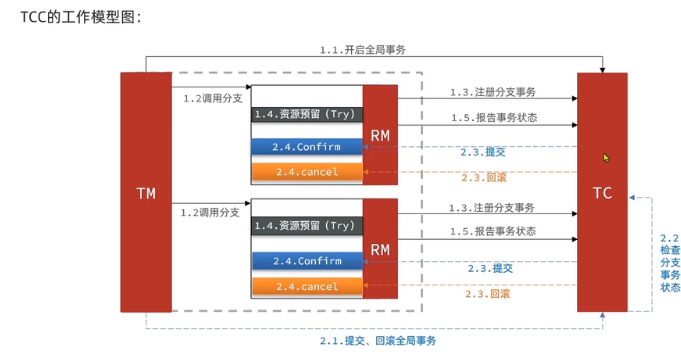 TCC的工作模型图：
1.1.开启全局事务
TM
1.2调用分支
1.4.资源预留（Try）
2.4.Confirm
2.4.cancel
RM
1.3.注册分支事务
1.5.报告事务状态
2.3.提交
2.3.回滚
TC
1.2调用分支
1.4.资源预留（Try）
2.4.Confirm
2.4.cancel
RM
1.3.注册分支事务
1.5.报告事务状态
2.3.提交
2.3.回滚
2.2
检查
分支
事务
状态
2.1.提交、回滚全局事务